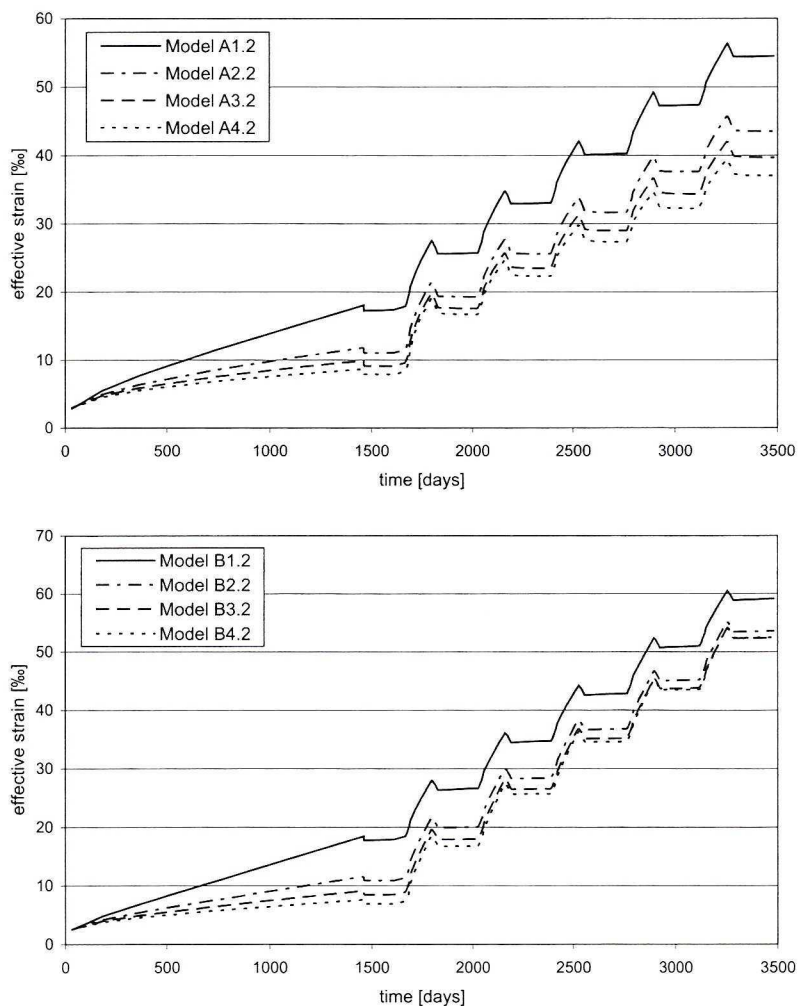 60
50
40
30
20
10
0
effective strain [‰]
Model A1.2
Model A2.2
Model A3.2
Model A4.2
0 500 1000 1500 2000 2500 3000 3500
time [days]
70
60
50
40
30
20
10
0
effective strain [‰]
Model B1.2
Model B2.2
Model B3.2
Model B4.2
0 500 1000 1500 2000 2500 3000 3500
time [days]